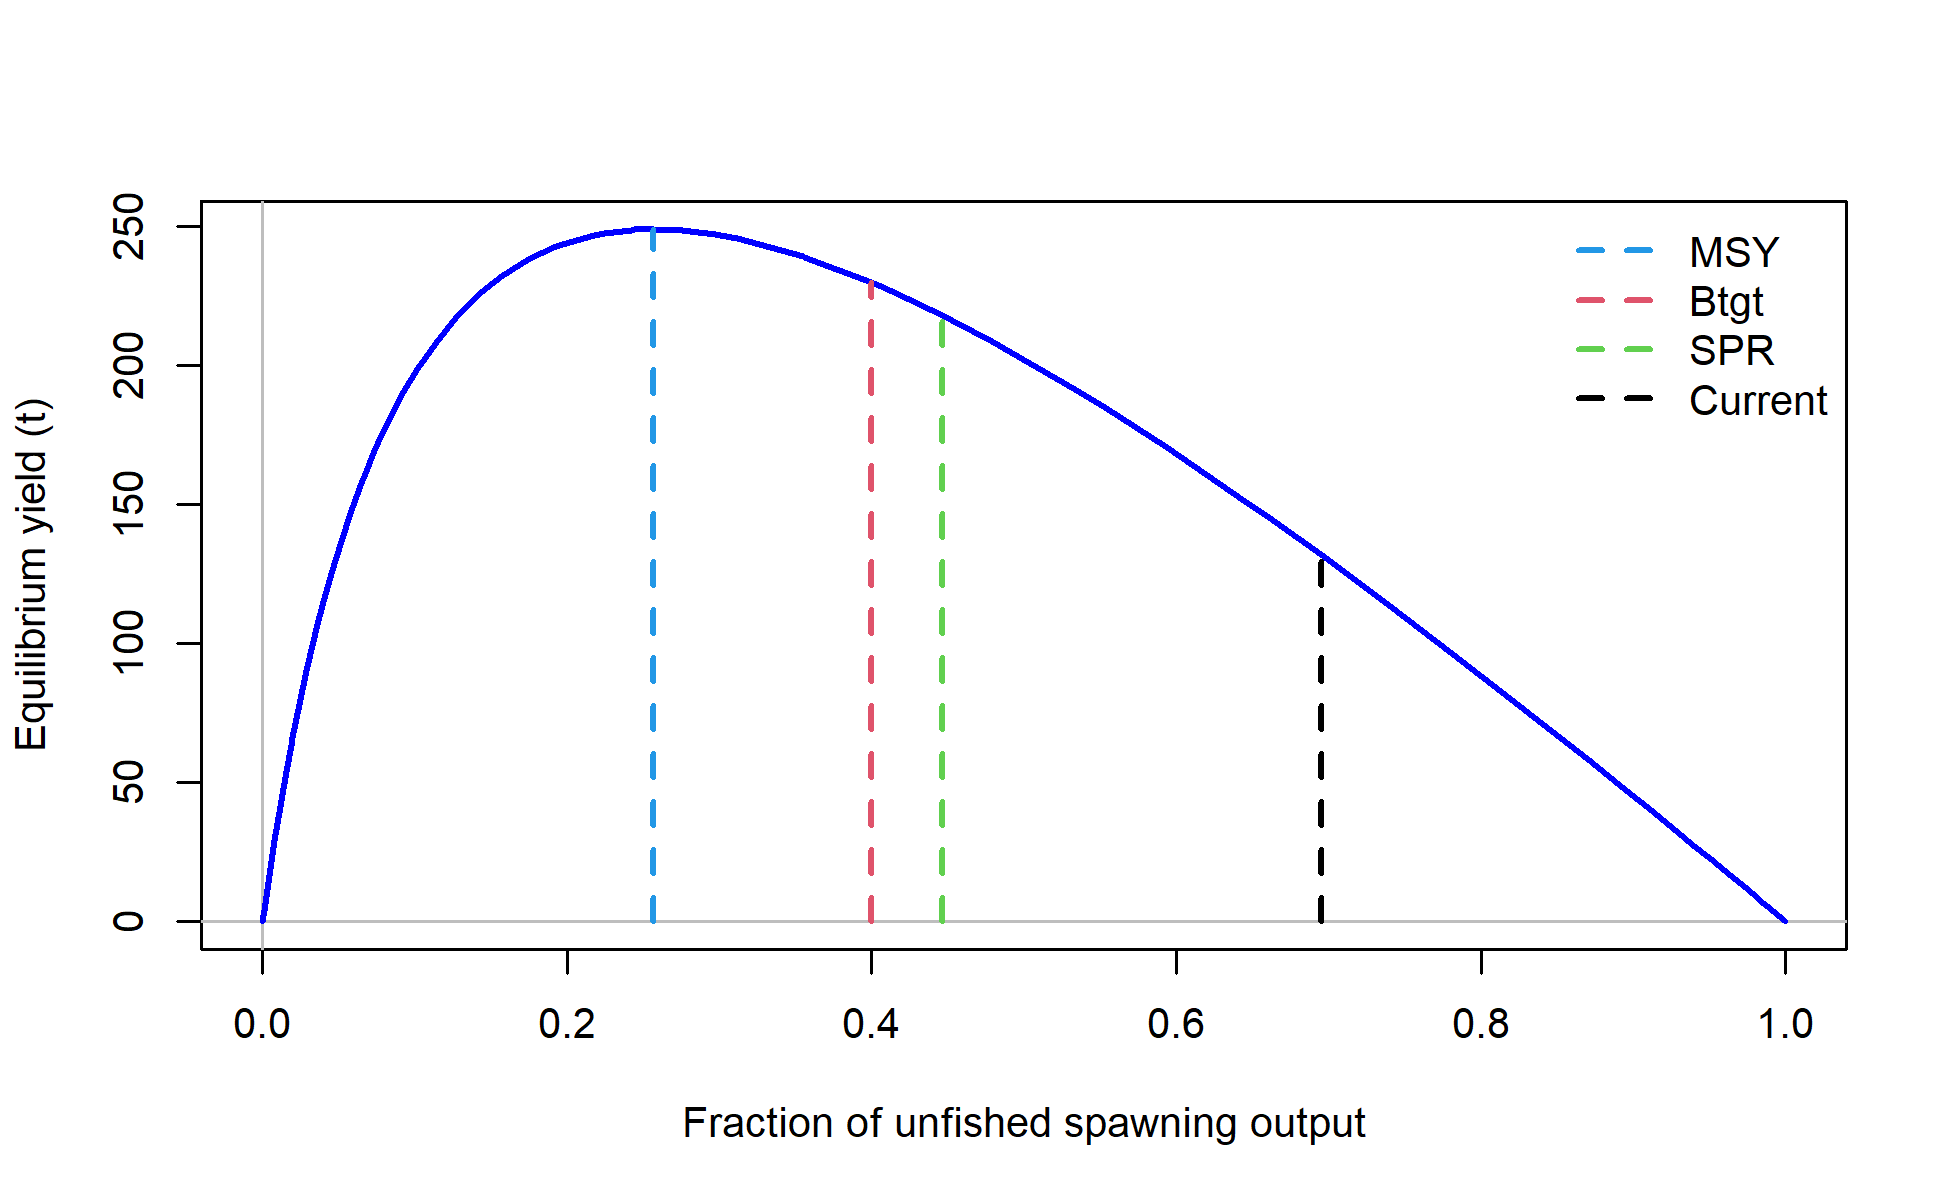 250
200
150
100
50
0
Equilibrium yield (t)
MSY
Btgt
SPR
Current
0.0 0.2 0.4 0.6 0.8 1.0
Fraction of unfished spawning output